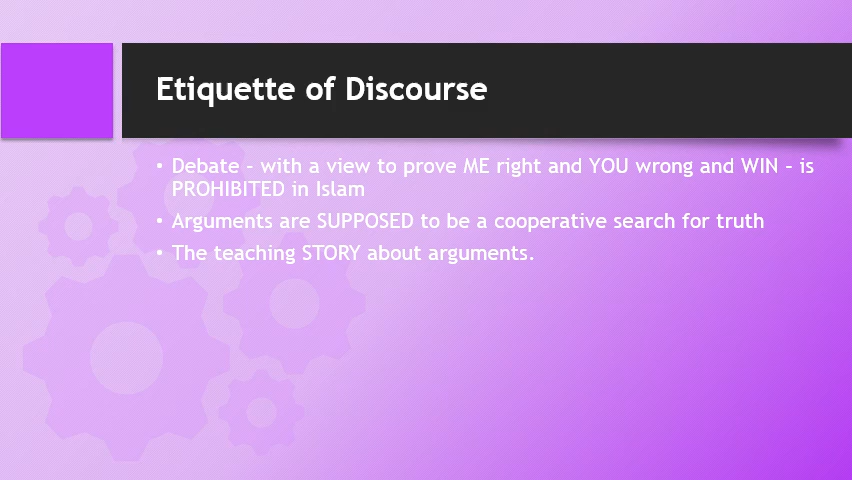 Etiquette of Discourse
• Debate – with a view to prove ME right and YOU wrong and WIN – is
PROHIBITED in Islam
• Arguments are SUPPOSED to be a cooperative search for truth
• The teaching STORY about arguments.